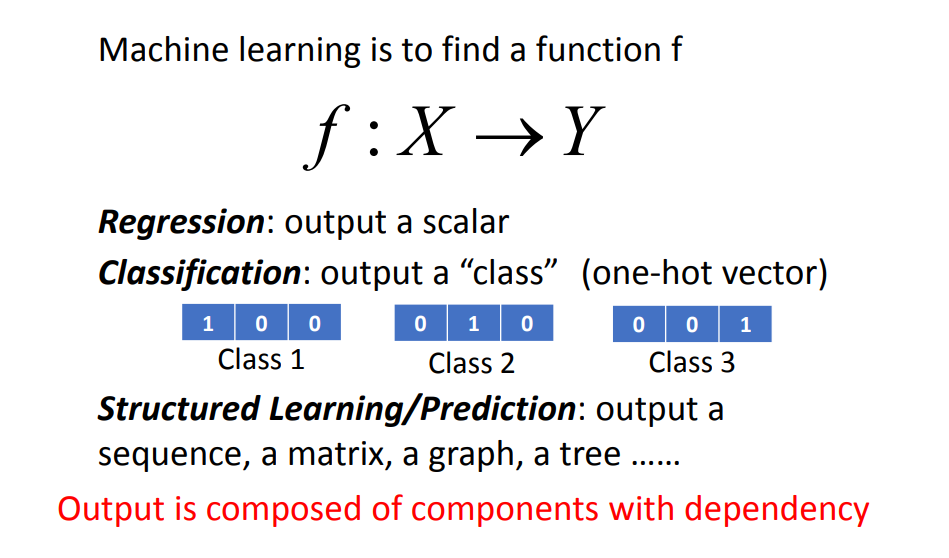 Machine learning is to find a function f
f : X → Y
Regression: output a scalar
Classification: output a “class” (one-hot vector)
1 0 0 0 1 0 0 0 1
Class 1 Class 2 Class 3
Structured Learning/Prediction: output a
sequence, a matrix, a graph, a tree ……
Output is composed of components with dependency